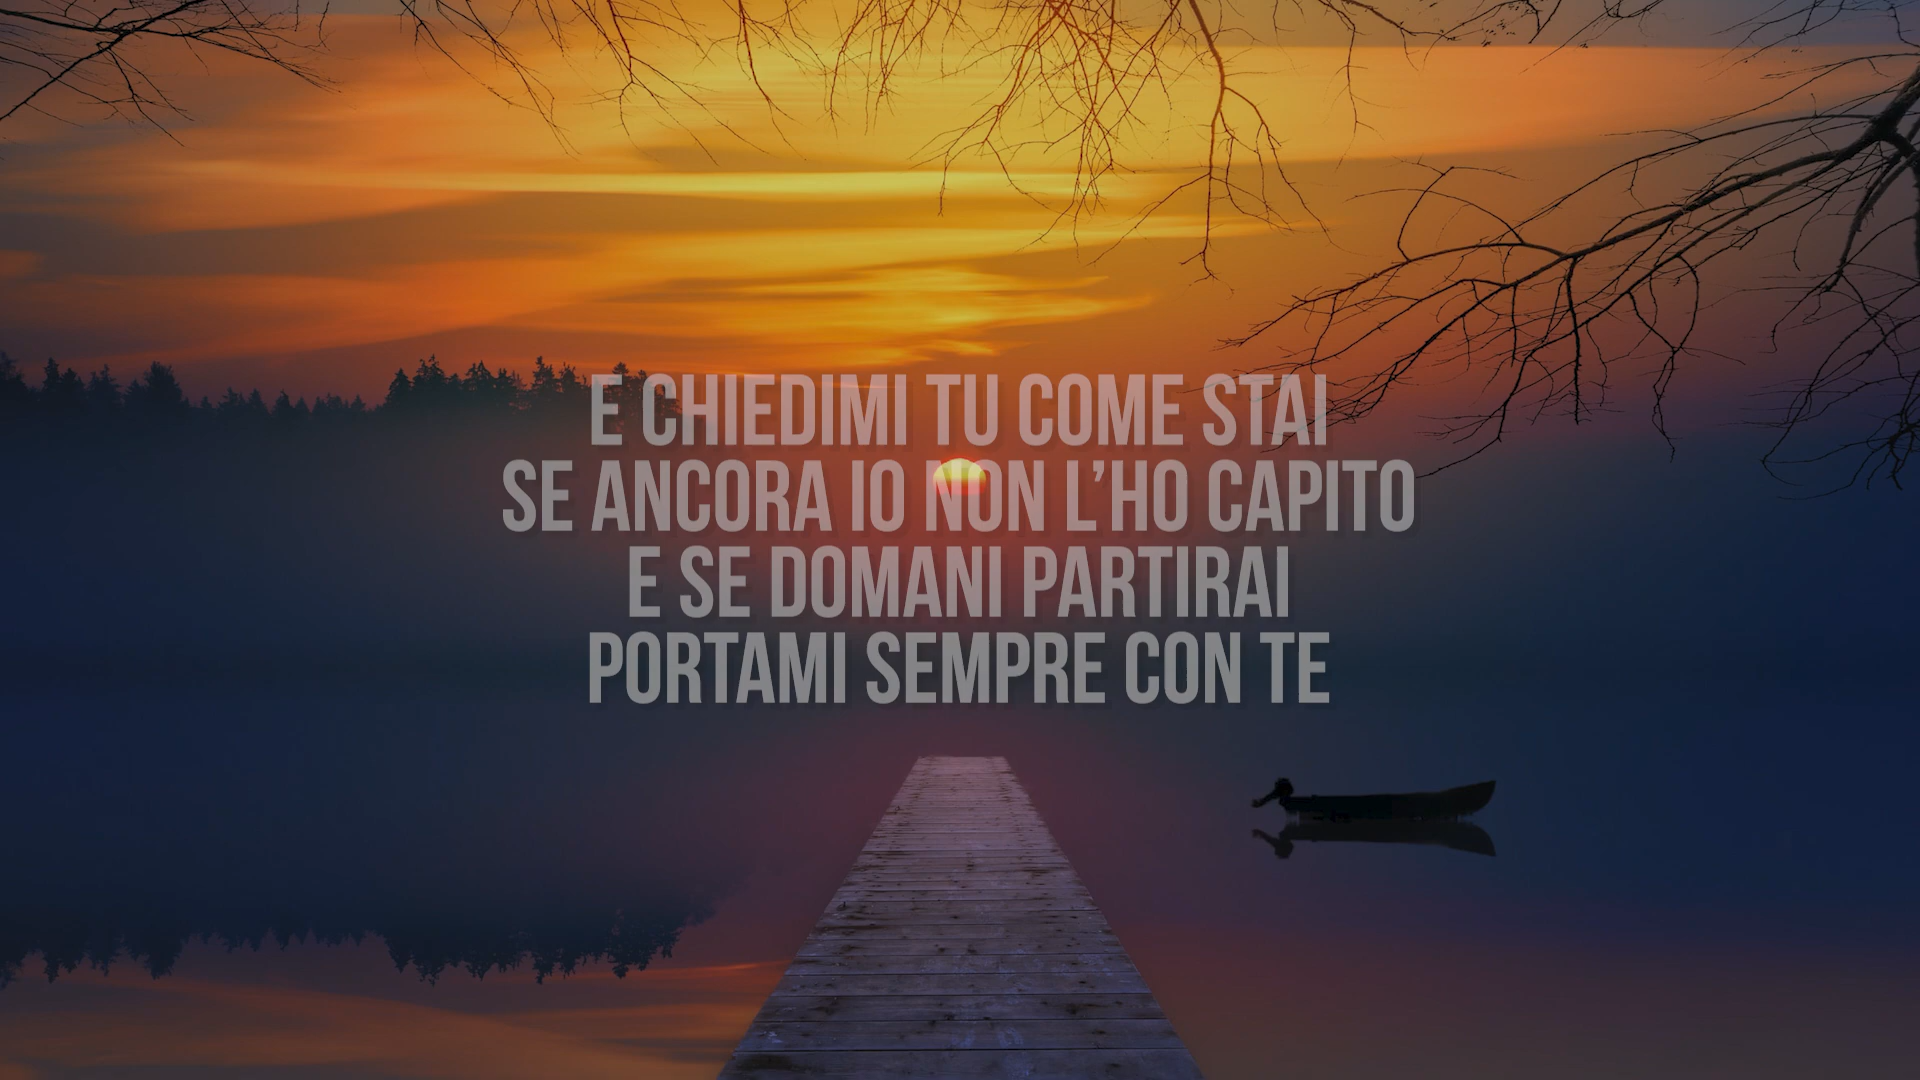 E CHIEDIMI TU COME STAI
SE ANCORA IO NON L’HO CAPITO
E SE DOMANI PARTIRAI
PORTAMI SEMPRE CON TE